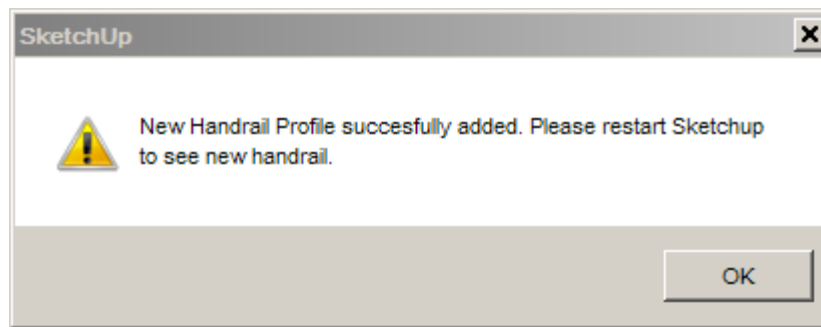 SketchUp
New Handrail Profile succesfully added. Please restart Sketchup
to see new handrail.
OK